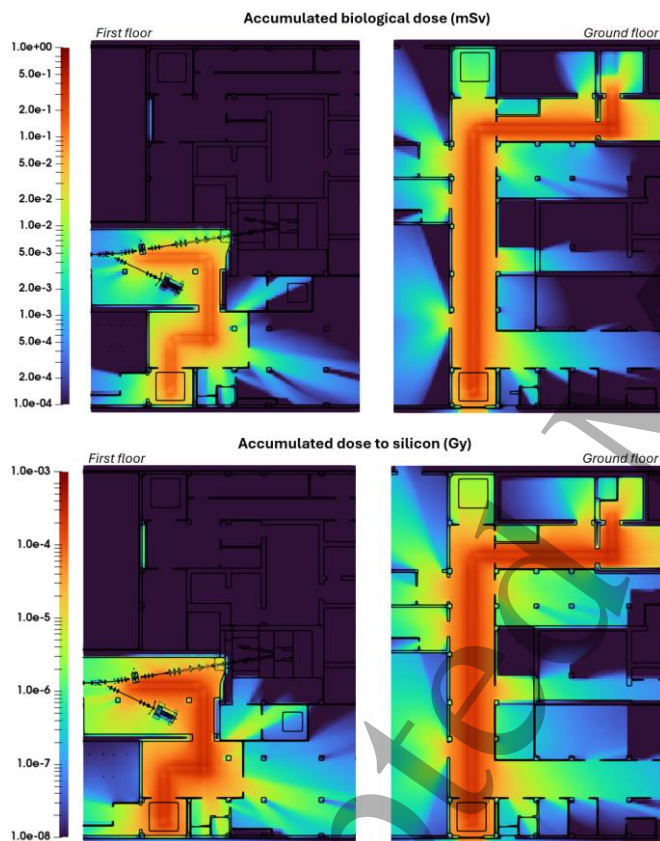 Accumulated biological dose (mSv)
First floor
Ground floor
1.0e+00
5.0e-1
2.0e-1
1.0e-1
5.0e-2
2.0e-2
1.0e-2
5.0e-3
2.0e-3
1.0e-3
5.0e-4
2.0e-4
1.0e-04
Accumulated dose to silicon (Gy)
First floor
Ground floor
1.0e-03
1.0e-4
1.0e-5
1.0e-6
1.0e-7
1.0e-08